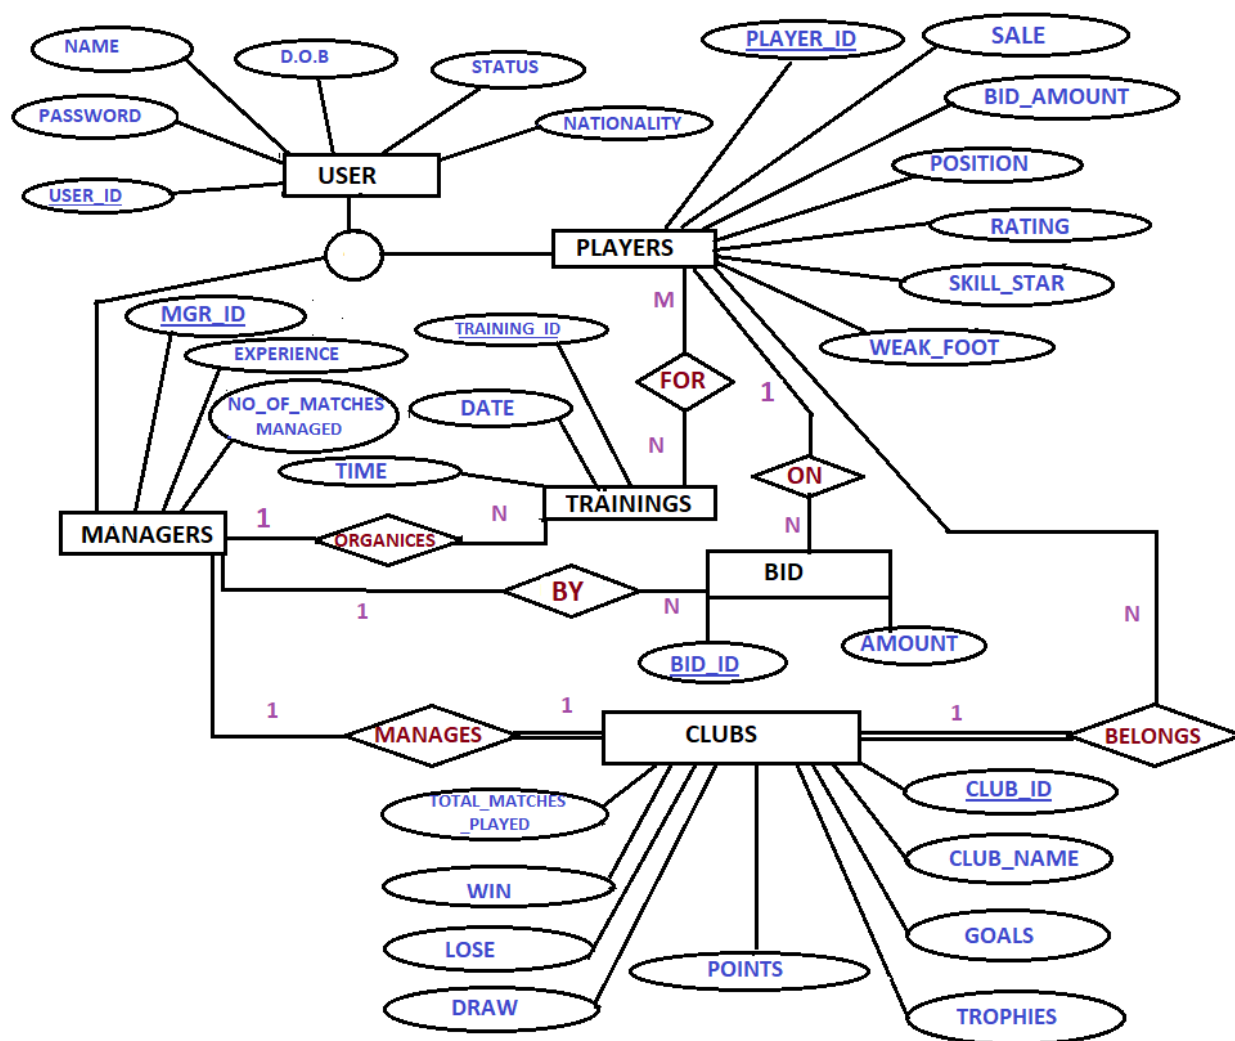 NAME
D.O.B
STATUS
PASSWORD
NATIONALITY
USER_ID
USER
PLAYER_ID
SALE
BID_AMOUNT
POSITION
RATING
SKILL_STAR
WEAK_FOOT
PLAYERS
MGR_ID
EXPERIENCE
NO_OF_MATCHES
MANAGED
TRAINING_ID
DATE
TIME
M
FOR
N
1
ON
N
MANAGERS
1
ORGANICES
N
TRAININGS
BID
1
BY
N
BID_ID
AMOUNT
N
1
MANAGES
1
CLUBS
1
BELONGS
TOTAL_MATCHES
_PLAYED
WIN
LOSE
DRAW
POINTS
CLUB_ID
CLUB_NAME
GOALS
TROPHIES